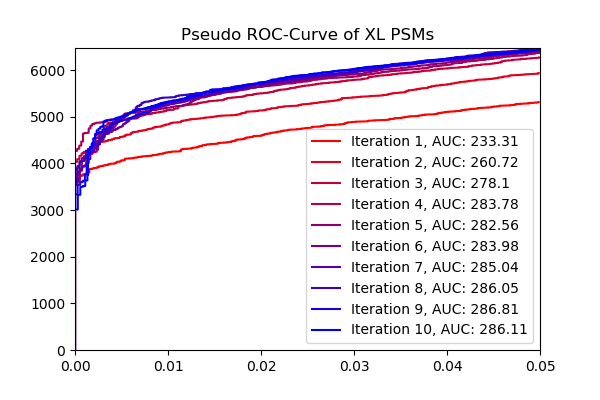 Pseudo ROC-Curve of XL PSMs
6000
5000
4000
3000
2000
1000
0
Iteration 1, AUC: 233.31
Iteration 2, AUC: 260.72
Iteration 3, AUC: 278.1
Iteration 4, AUC: 283.78
Iteration 5, AUC: 282.56
Iteration 6, AUC: 283.98
Iteration 7, AUC: 285.04
Iteration 8, AUC: 286.05
Iteration 9, AUC: 286.81
Iteration 10, AUC: 286.11
0.00 0.01 0.02 0.03 0.04 0.05